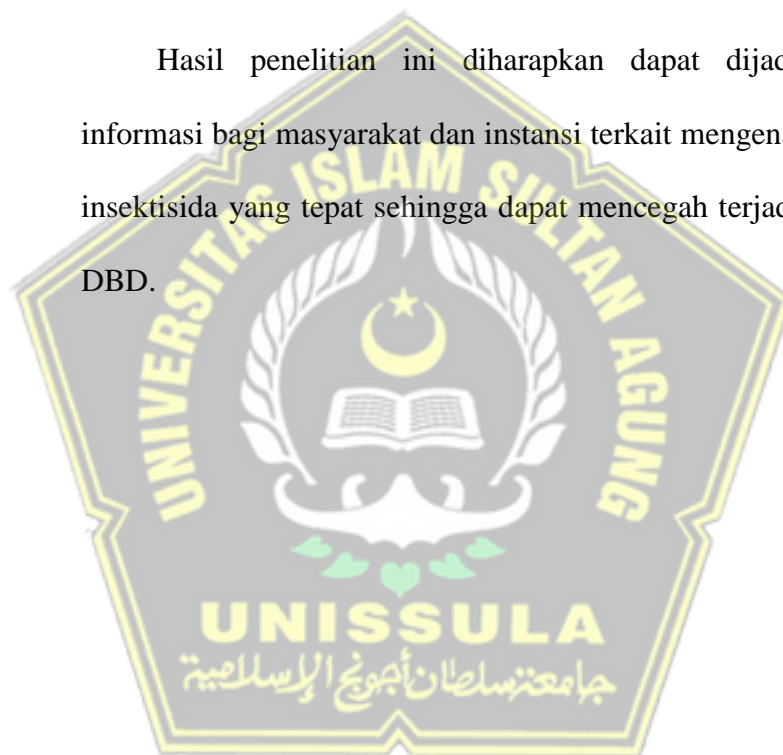 Hasil penelitian ini diharapkan dapat dijad
informasi bagi masyarakat dan instansi terkait mengena
insektisida yang tepat sehingga dapat mencegah terjad
DBD.
UNIVERSITAS ISLAM SULTAN AGUNG
UNISSULA
جامعة سلطان أجونج الإسلامية